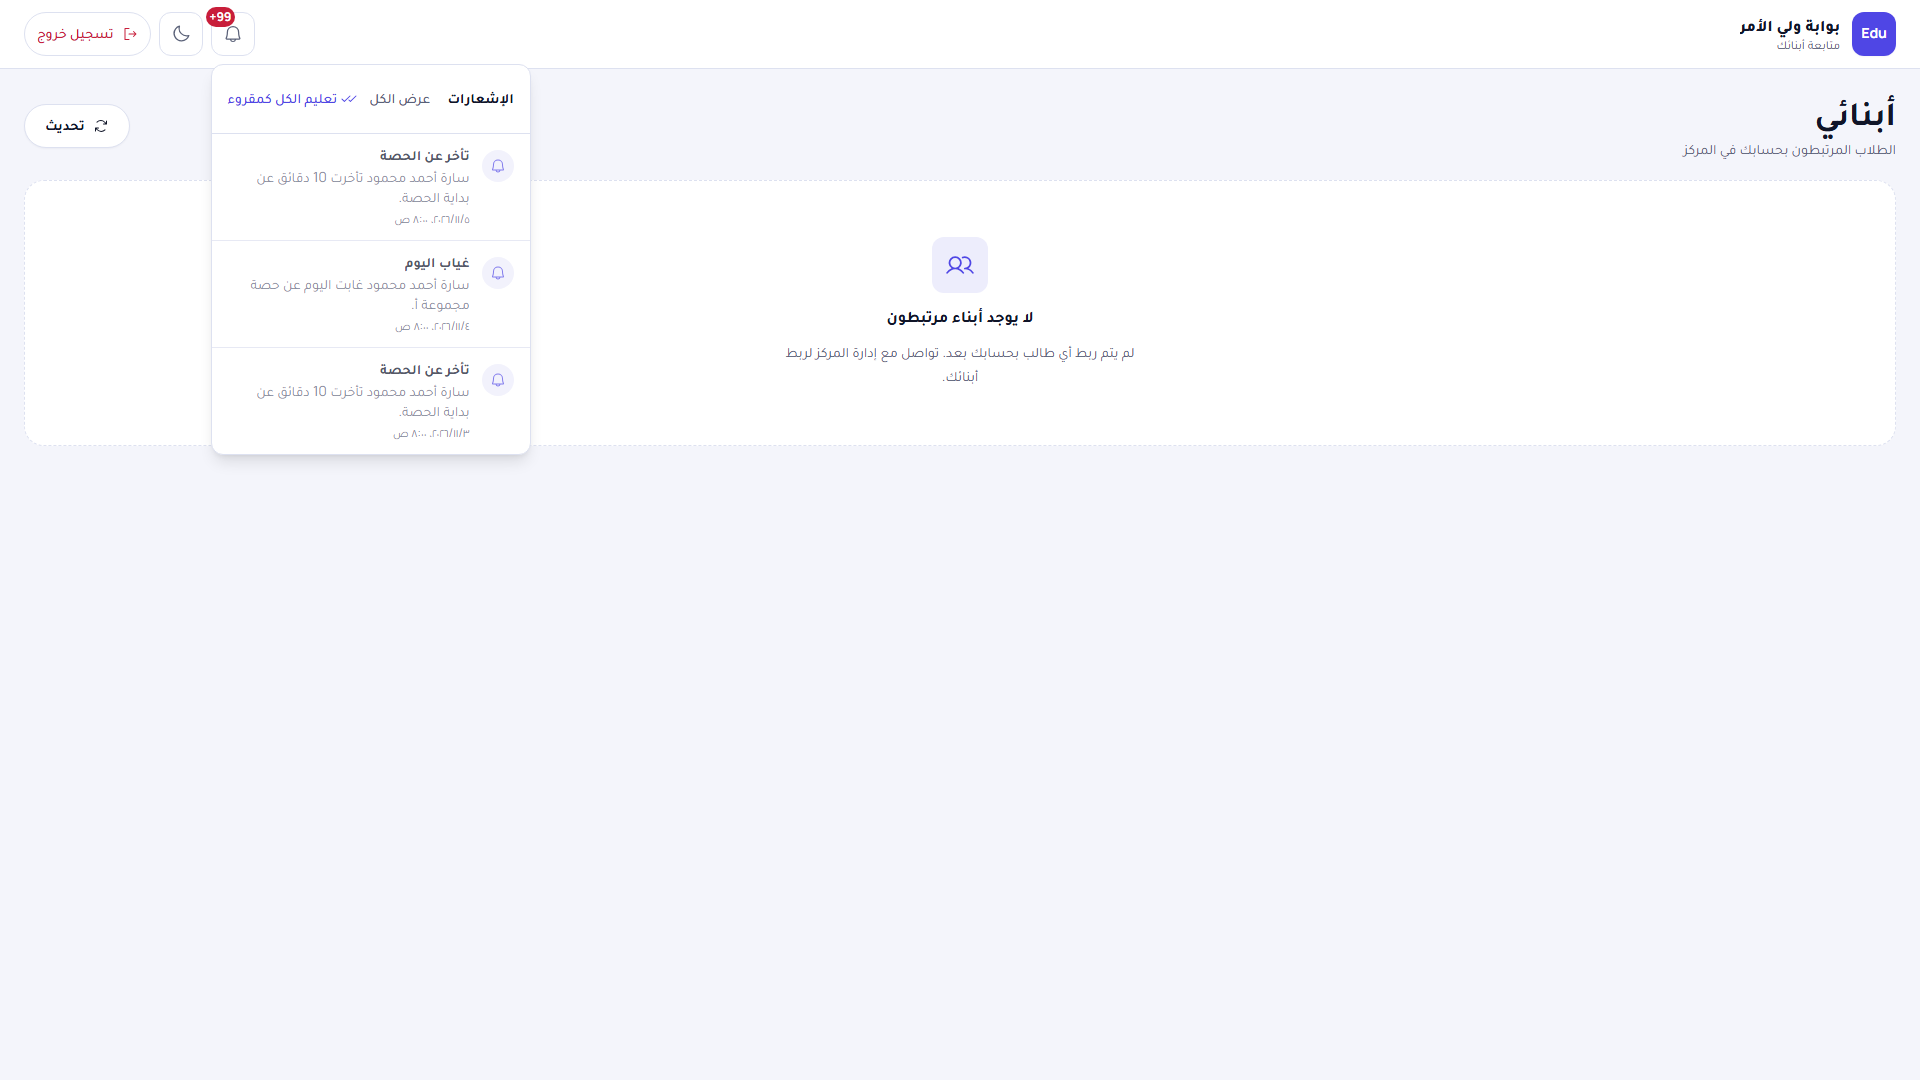 Edu
بوابة ولي الأمر
متابعة أبنائك
99+
تسجيل خروج
أبنائي
الطلاب المرتبطون بحسابك في المركز
تحديث
الإشعارات
عرض الكل
تعليم الكل كمقروء
تأخر عن الحصة
سارة أحمد محمود تأخرت 10 دقائق عن
بداية الحصة.
٢٠٢٦/١١/٥، ٨:٠٠ ص
غياب اليوم
سارة أحمد محمود غابت اليوم عن حصة
مجموعة أ.
٢٠٢٦/١١/٤، ٨:٠٠ ص
تأخر عن الحصة
سارة أحمد محمود تأخرت 10 دقائق عن
بداية الحصة.
٢٠٢٦/١١/٣، ٨:٠٠ ص
لا يوجد أبناء مرتبطون
لم يتم ربط أي طالب بحسابك بعد. تواصل مع إدارة المركز لربط
أبنائك.